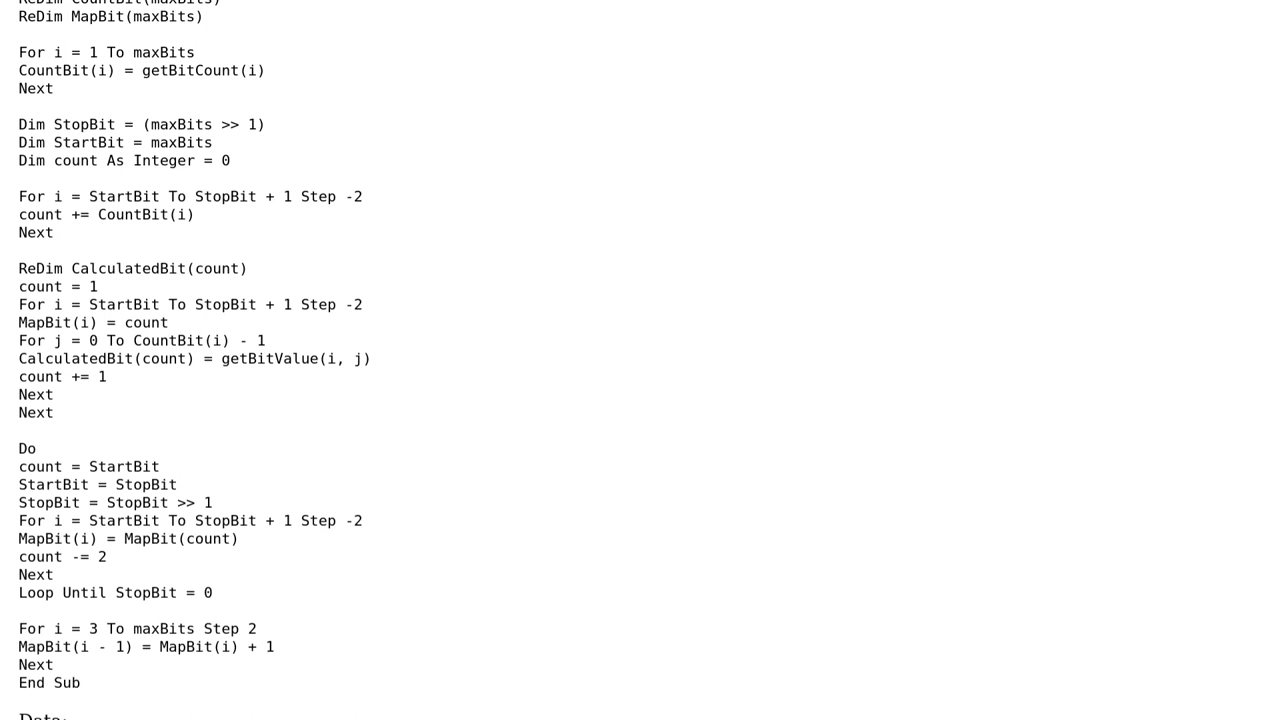 ReDim CountBit(maxBits)
ReDim MapBit(maxBits)
For i = 1 To maxBits
CountBit(i) = getBitCount(i)
Next
Dim StopBit = (maxBits >> 1)
Dim StartBit = maxBits
Dim count As Integer = 0
For i = StartBit To StopBit + 1 Step -2
count += CountBit(i)
Next
ReDim CalculatedBit(count)
count = 1
For i = StartBit To StopBit + 1 Step -2
MapBit(i) = count
For j = 0 To CountBit(i) - 1
CalculatedBit(count) = getBitValue(i, j)
count += 1
Next
Next
Do
count = StartBit
StartBit = StopBit
StopBit = StopBit >> 1
For i = StartBit To StopBit + 1 Step -2
MapBit(i) = MapBit(count)
count -= 2
Next
Loop Until StopBit = 0
For i = 3 To maxBits Step 2
MapBit(i - 1) = MapBit(i) + 1
Next
End Sub
Data: